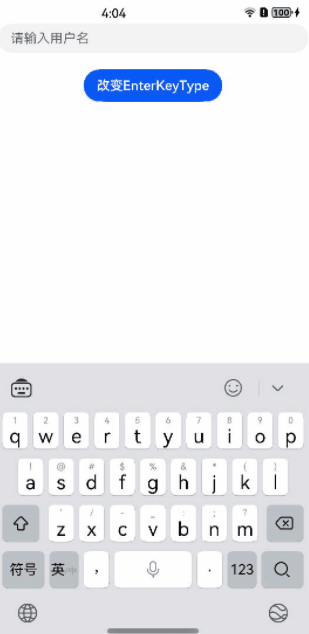 4:04
100
请输入用户名
改变EnterKeyType
1 2 3 4 5 6 7 8 9 0
q w e r t y u i o p
! @ # $ % & * ( )
a s d f g h j k l
' / - _ : ; ?
z x c v b n m
符号 英/中 , . 123